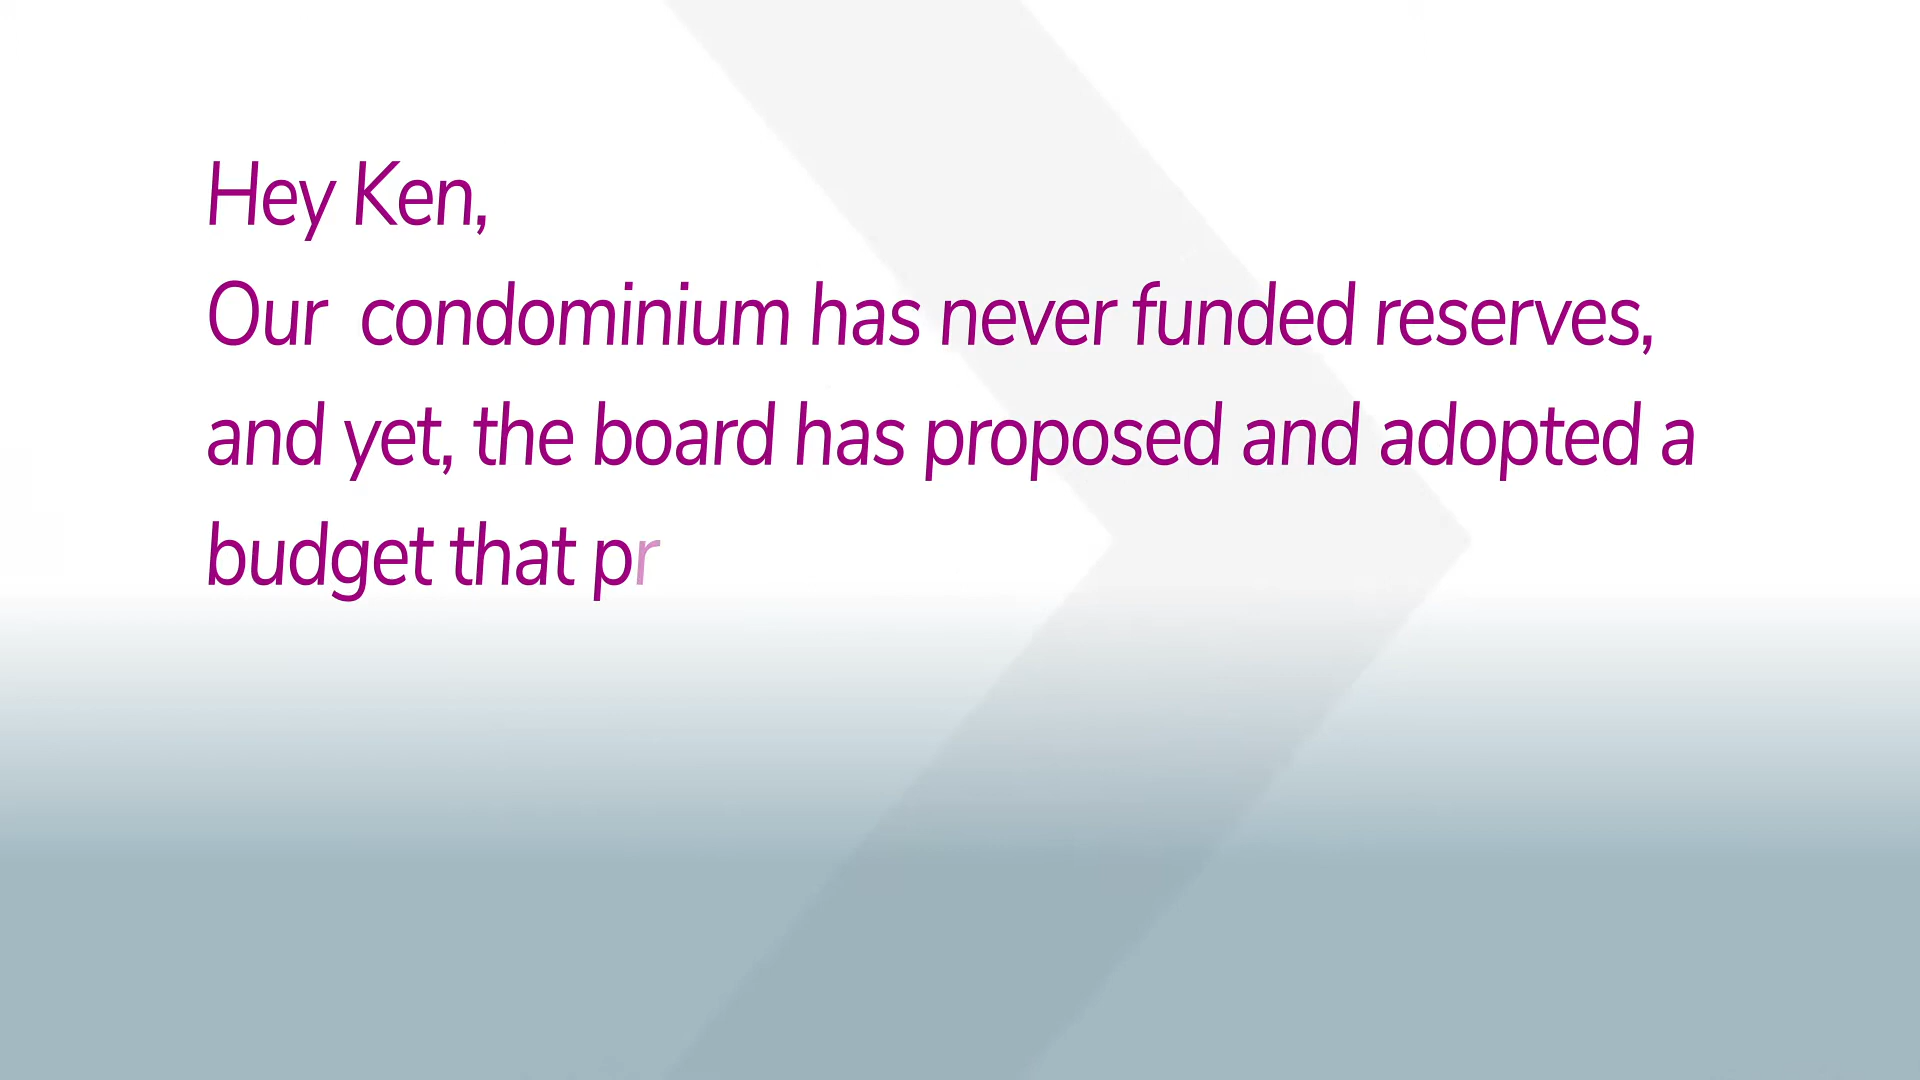 Hey Ken,
Our condominium has never funded reserves,
and yet, the board has proposed and adopted a
budget that pr